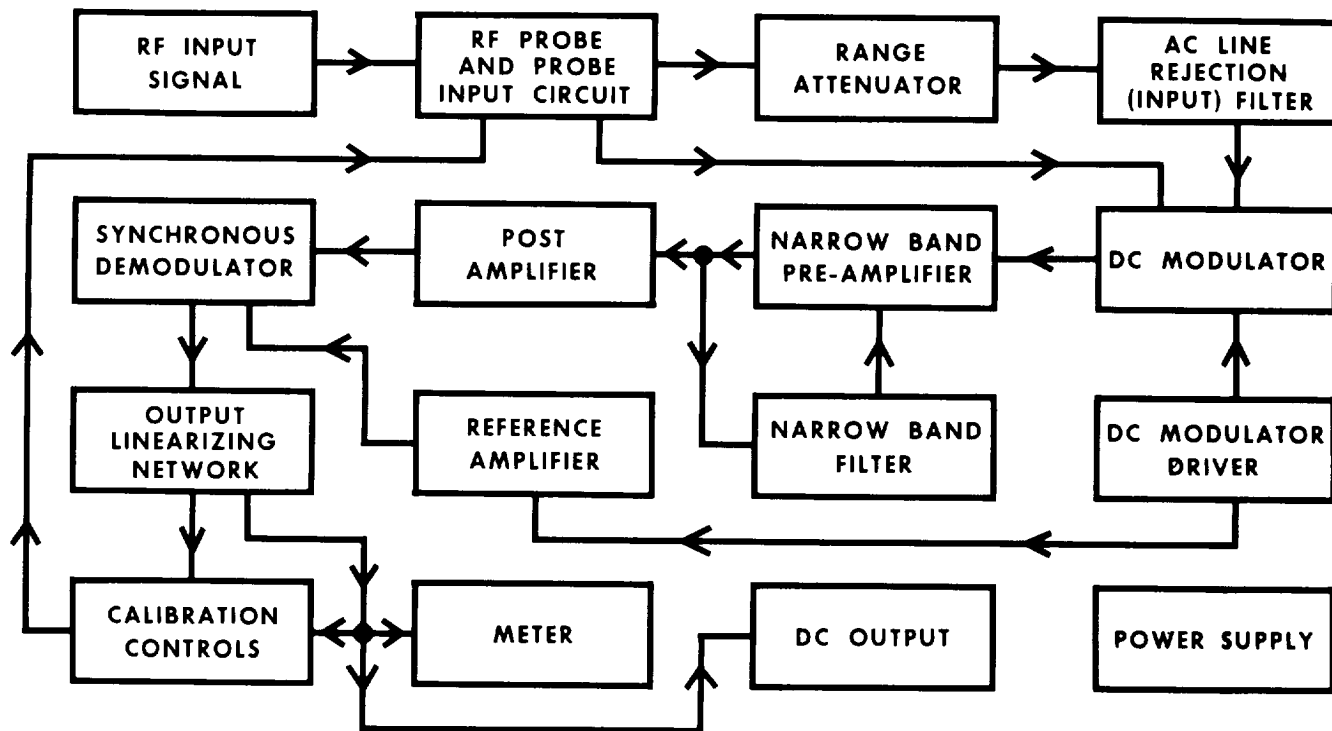 RF INPUT
SIGNAL
RF PROBE
AND PROBE
INPUT CIRCUIT
RANGE
ATTENUATOR
AC LINE
REJECTION
(INPUT) FILTER
SYNCHRONOUS
DEMODULATOR
POST
AMPLIFIER
NARROW BAND
PRE-AMPLIFIER
DC MODULATOR
OUTPUT
LINEARIZING
NETWORK
REFERENCE
AMPLIFIER
NARROW BAND
FILTER
DC MODULATOR
DRIVER
CALIBRATION
CONTROLS
METER
DC OUTPUT
POWER SUPPLY